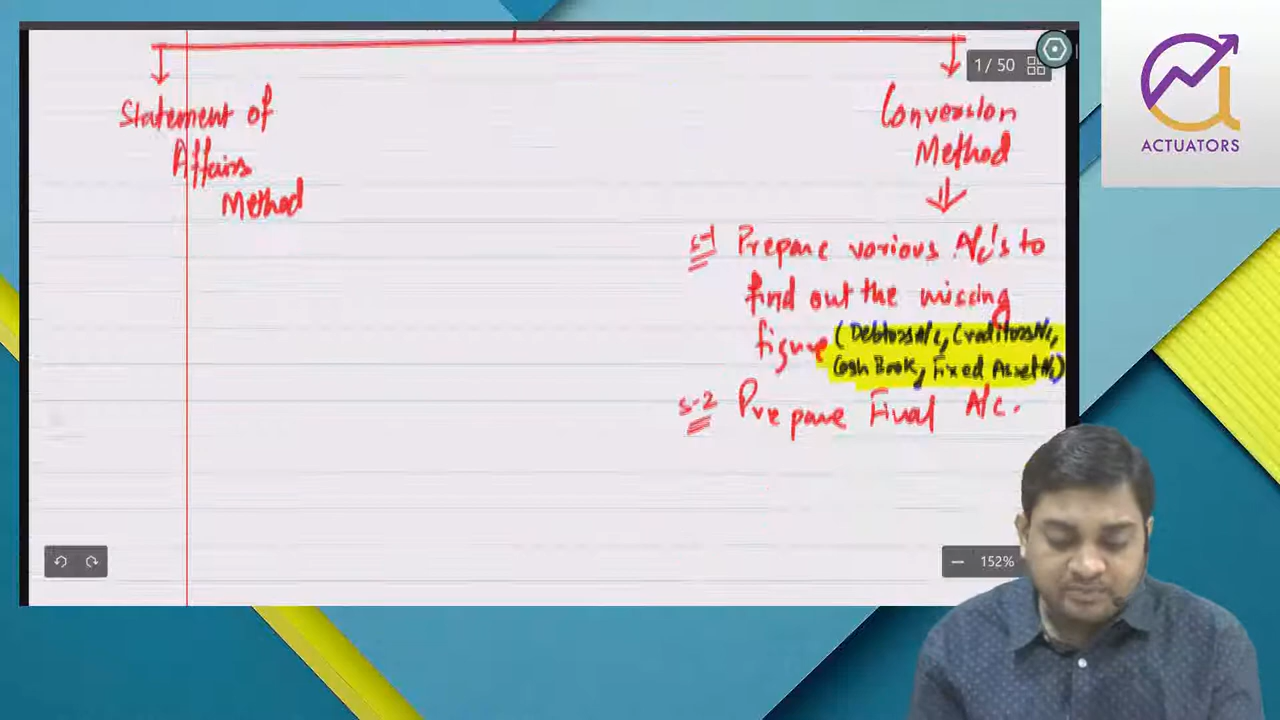 Statement of
Affairs
Method
Conversion
Method
S-1 Prepare various A/c's to
find out the missing
figure (Debtors A/c, Creditors A/c,
Cash Book, Fixed Asset A/c)
S-2 Prepare Final A/c.
1 / 50
152%
ACTUATORS